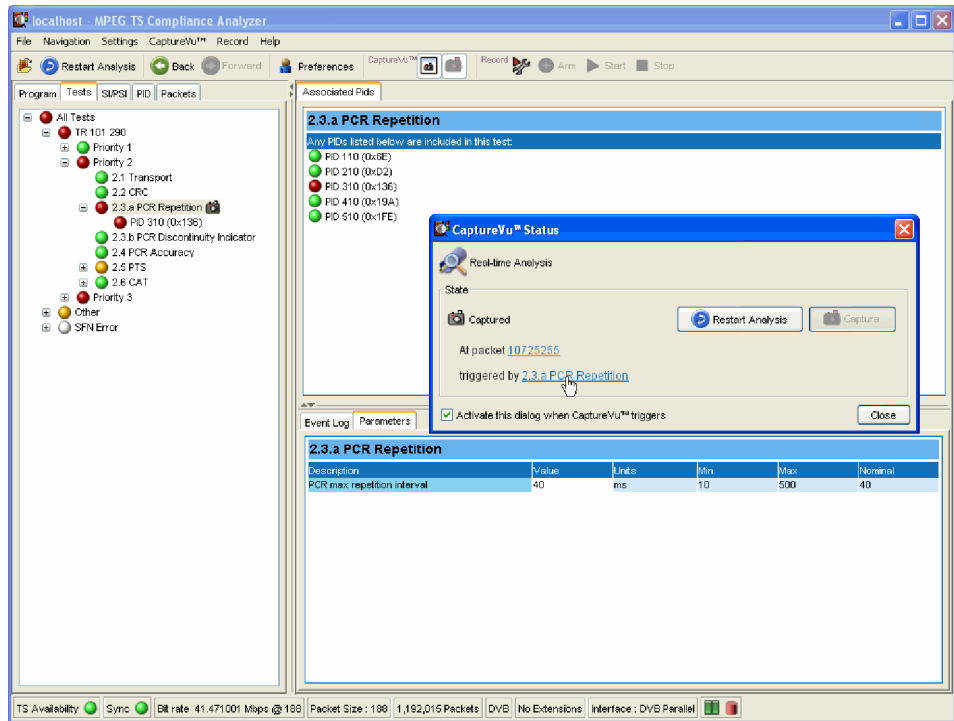 localhost - MPEG TS Compliance Analyzer
File Navigation Settings CaptureVu™ Record Help
Restart Analysis Back Forward Preferences CaptureVu™ Record Arm Start Stop
Program Tests SI/PSI PID Packets
All Tests
TR 101 290
Priority 1
Priority 2
2.1 Transport
2.2 CRC
2.3.a PCR Repetition
PID 310 (0x136)
2.3.b PCR Discontinuity Indicator
2.4 PCR Accuracy
2.5 PTS
2.6 CAT
Priority 3
Other
SFN Error
Associated Pids
2.3.a PCR Repetition
Any PIDs listed below are included in this test:
PID 110 (0x6E)
PID 210 (0xD2)
PID 310 (0x136)
PID 410 (0x19A)
PID 510 (0x1FE)
CaptureVu™ Status
Real-time Analysis
State
Captured
Restart Analysis
Capture
At packet 10725255
triggered by 2.3.a PCR Repetition
Activate this dialog when CaptureVu™ triggers
Close
Event Log Parameters
2.3.a PCR Repetition
Description Value Units Min Max Nominal
PCR max repetition interval 40 ms 10 500 40
TS Availability Sync Bit rate 41.471001 Mbps @ 188 Packet Size : 188 1,192,015 Packets DVB No Extensions Interface : DVB Parallel